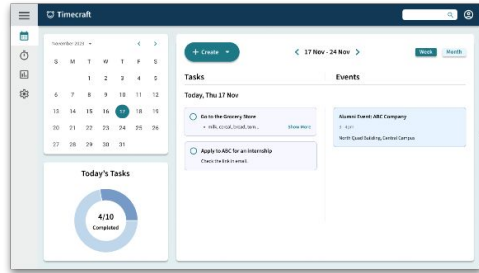 Timecraft
November 2023
S M T W T F S
1 2 3 4 5
6 7 8 9 10 11 12
13 14 15 16 17 18 19
20 21 22 23 24 25 26
27 28 29 30 31
Today's Tasks
4/10
Completed
+ Create
17 Nov - 24 Nov
Week
Month
Tasks
Events
Today, Thu 17 Nov
Go to the Grocery Store
milk, cereal, bread,
Show More
Apply to ABC for an Internship
Check the link in email.
Alumni Event: ABC Company
North Quad Building, Central Campus